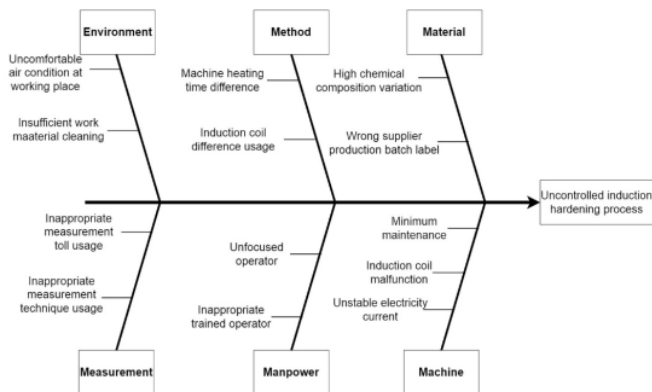 Environment
Method
Material
Uncomfortable
air condition at
working place
Insufficient work
maaterial cleaning
Machine heating
time difference
Induction coil
difference usage
High chemical
composition variation
Wrong supplier
production batch label
Uncontrolled induction
hardening process
Inappropriate
measurement
toll usage
Inappropriate
measurement
technique usage
Unfocused
operator
Inappropriate
trained operator
Minimum
maintenance
Induction coil
malfunction
Unstable electricity
current
Measurement
Manpower
Machine